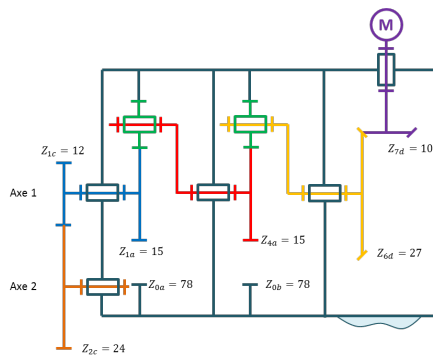 M
Z1c = 12
Z7d = 10
Axe 1
Z1a = 15
Z4a = 15
Z6d = 27
Axe 2
Z0a = 78
Z0b = 78
Z2c = 24